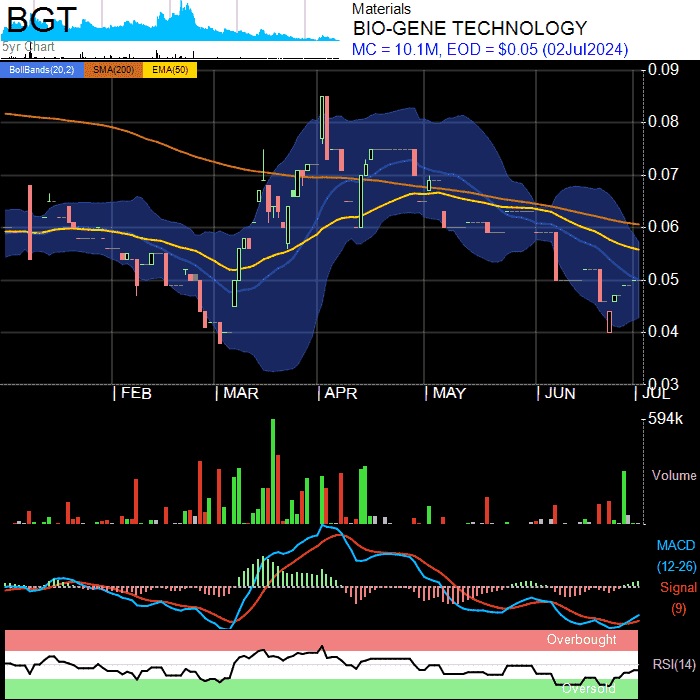 BGT
5yr Chart
Materials
BIO-GENE TECHNOLOGY
MC = 10.1M, EOD = $0.05 (02Jul2024)
BollBands(20,2) SMA(200) EMA(50)
0.09
0.08
0.07
0.06
0.05
0.04
0.03
FEB MAR APR MAY JUN JUL
594k
Volume
MACD
(12-26)
Signal
(9)
Overbought
RSI(14)
Oversold